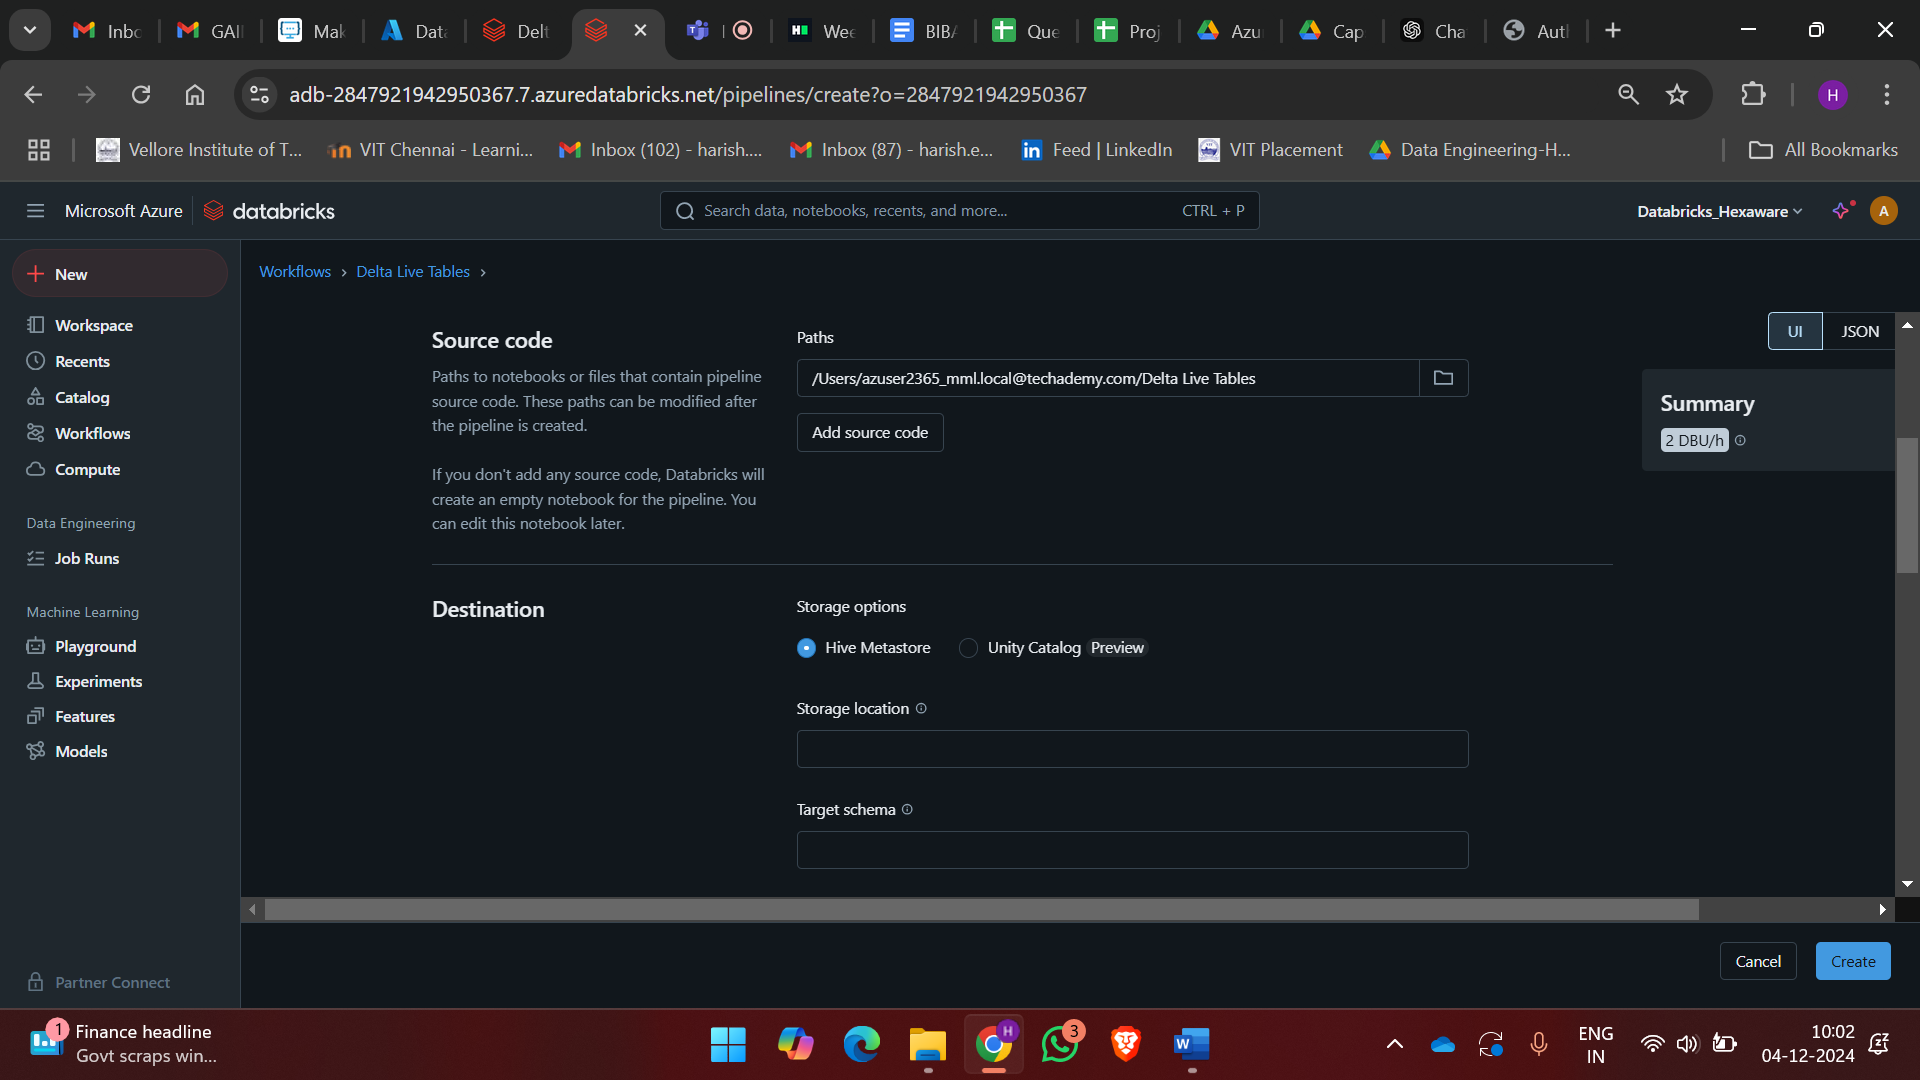 Inbc
GAII
Mak
Data
Delt
Wee
BIBA
Que
Proj
Azu
Cap
Cha
Auth
adb-2847921942950367.7.azuredatabricks.net/pipelines/create?o=2847921942950367
H
Vellore Institute of T...
VIT Chennai - Learni...
Inbox (102) - harish....
Inbox (87) - harish.e...
Feed | LinkedIn
VIT Placement
Data Engineering-H...
All Bookmarks
Microsoft Azure
databricks
Search data, notebooks, recents, and more...
CTRL + P
Databricks_Hexaware
A
New
Workspace
Recents
Catalog
Workflows
Compute
Data Engineering
Job Runs
Machine Learning
Playground
Experiments
Features
Models
Partner Connect
Workflows › Delta Live Tables ›
UI
JSON
Source code
Paths to notebooks or files that contain pipeline
source code. These paths can be modified after
the pipeline is created.
If you don't add any source code, Databricks will
create an empty notebook for the pipeline. You
can edit this notebook later.
Paths
/Users/azuser2365_mml.local@techademy.com/Delta Live Tables
Add source code
Summary
2 DBU/h
Destination
Storage options
Hive Metastore
Unity Catalog Preview
Storage location
Target schema
Cancel
Create
1
Finance headline
Govt scraps win...
H
3
W
ENG
IN
10:02
04-12-2024